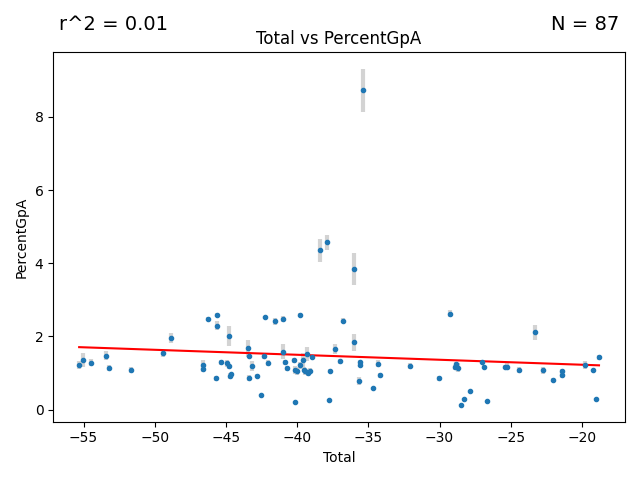 r^2 = 0.01
N = 87
Total vs PercentGpA
PercentGpA
8
6
4
2
0
−55
−50
−45
−40
−35
−30
−25
−20
Total